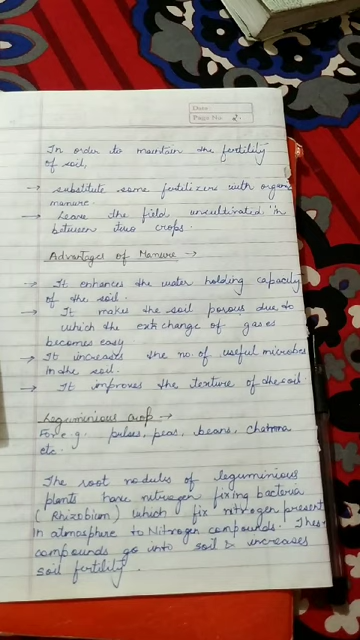 Date:
Page No: 2.
In order to maintain the fertility
of soil,
→ substitute some fertilizers with organic
manure.
→ Leave the field uncultivated in
between two crops.
Advantages of Manure →
→ It enhances the water holding capacity
of the soil.
→ It makes the soil porous due to
which the exchange of gases
becomes easy.
→ It increases the no. of useful microbes
in the soil.
→ It improves the texture of the soil.
Leguminious crop →
For e.g. pulses, peas, beans, channa
etc.
The root nodules of leguminious
plants have nitrogen fixing bacteria
(Rhizobium) which fix nitrogen present
in atmosphere to Nitrogen compounds. These
compounds go into soil & increases
soil fertility.